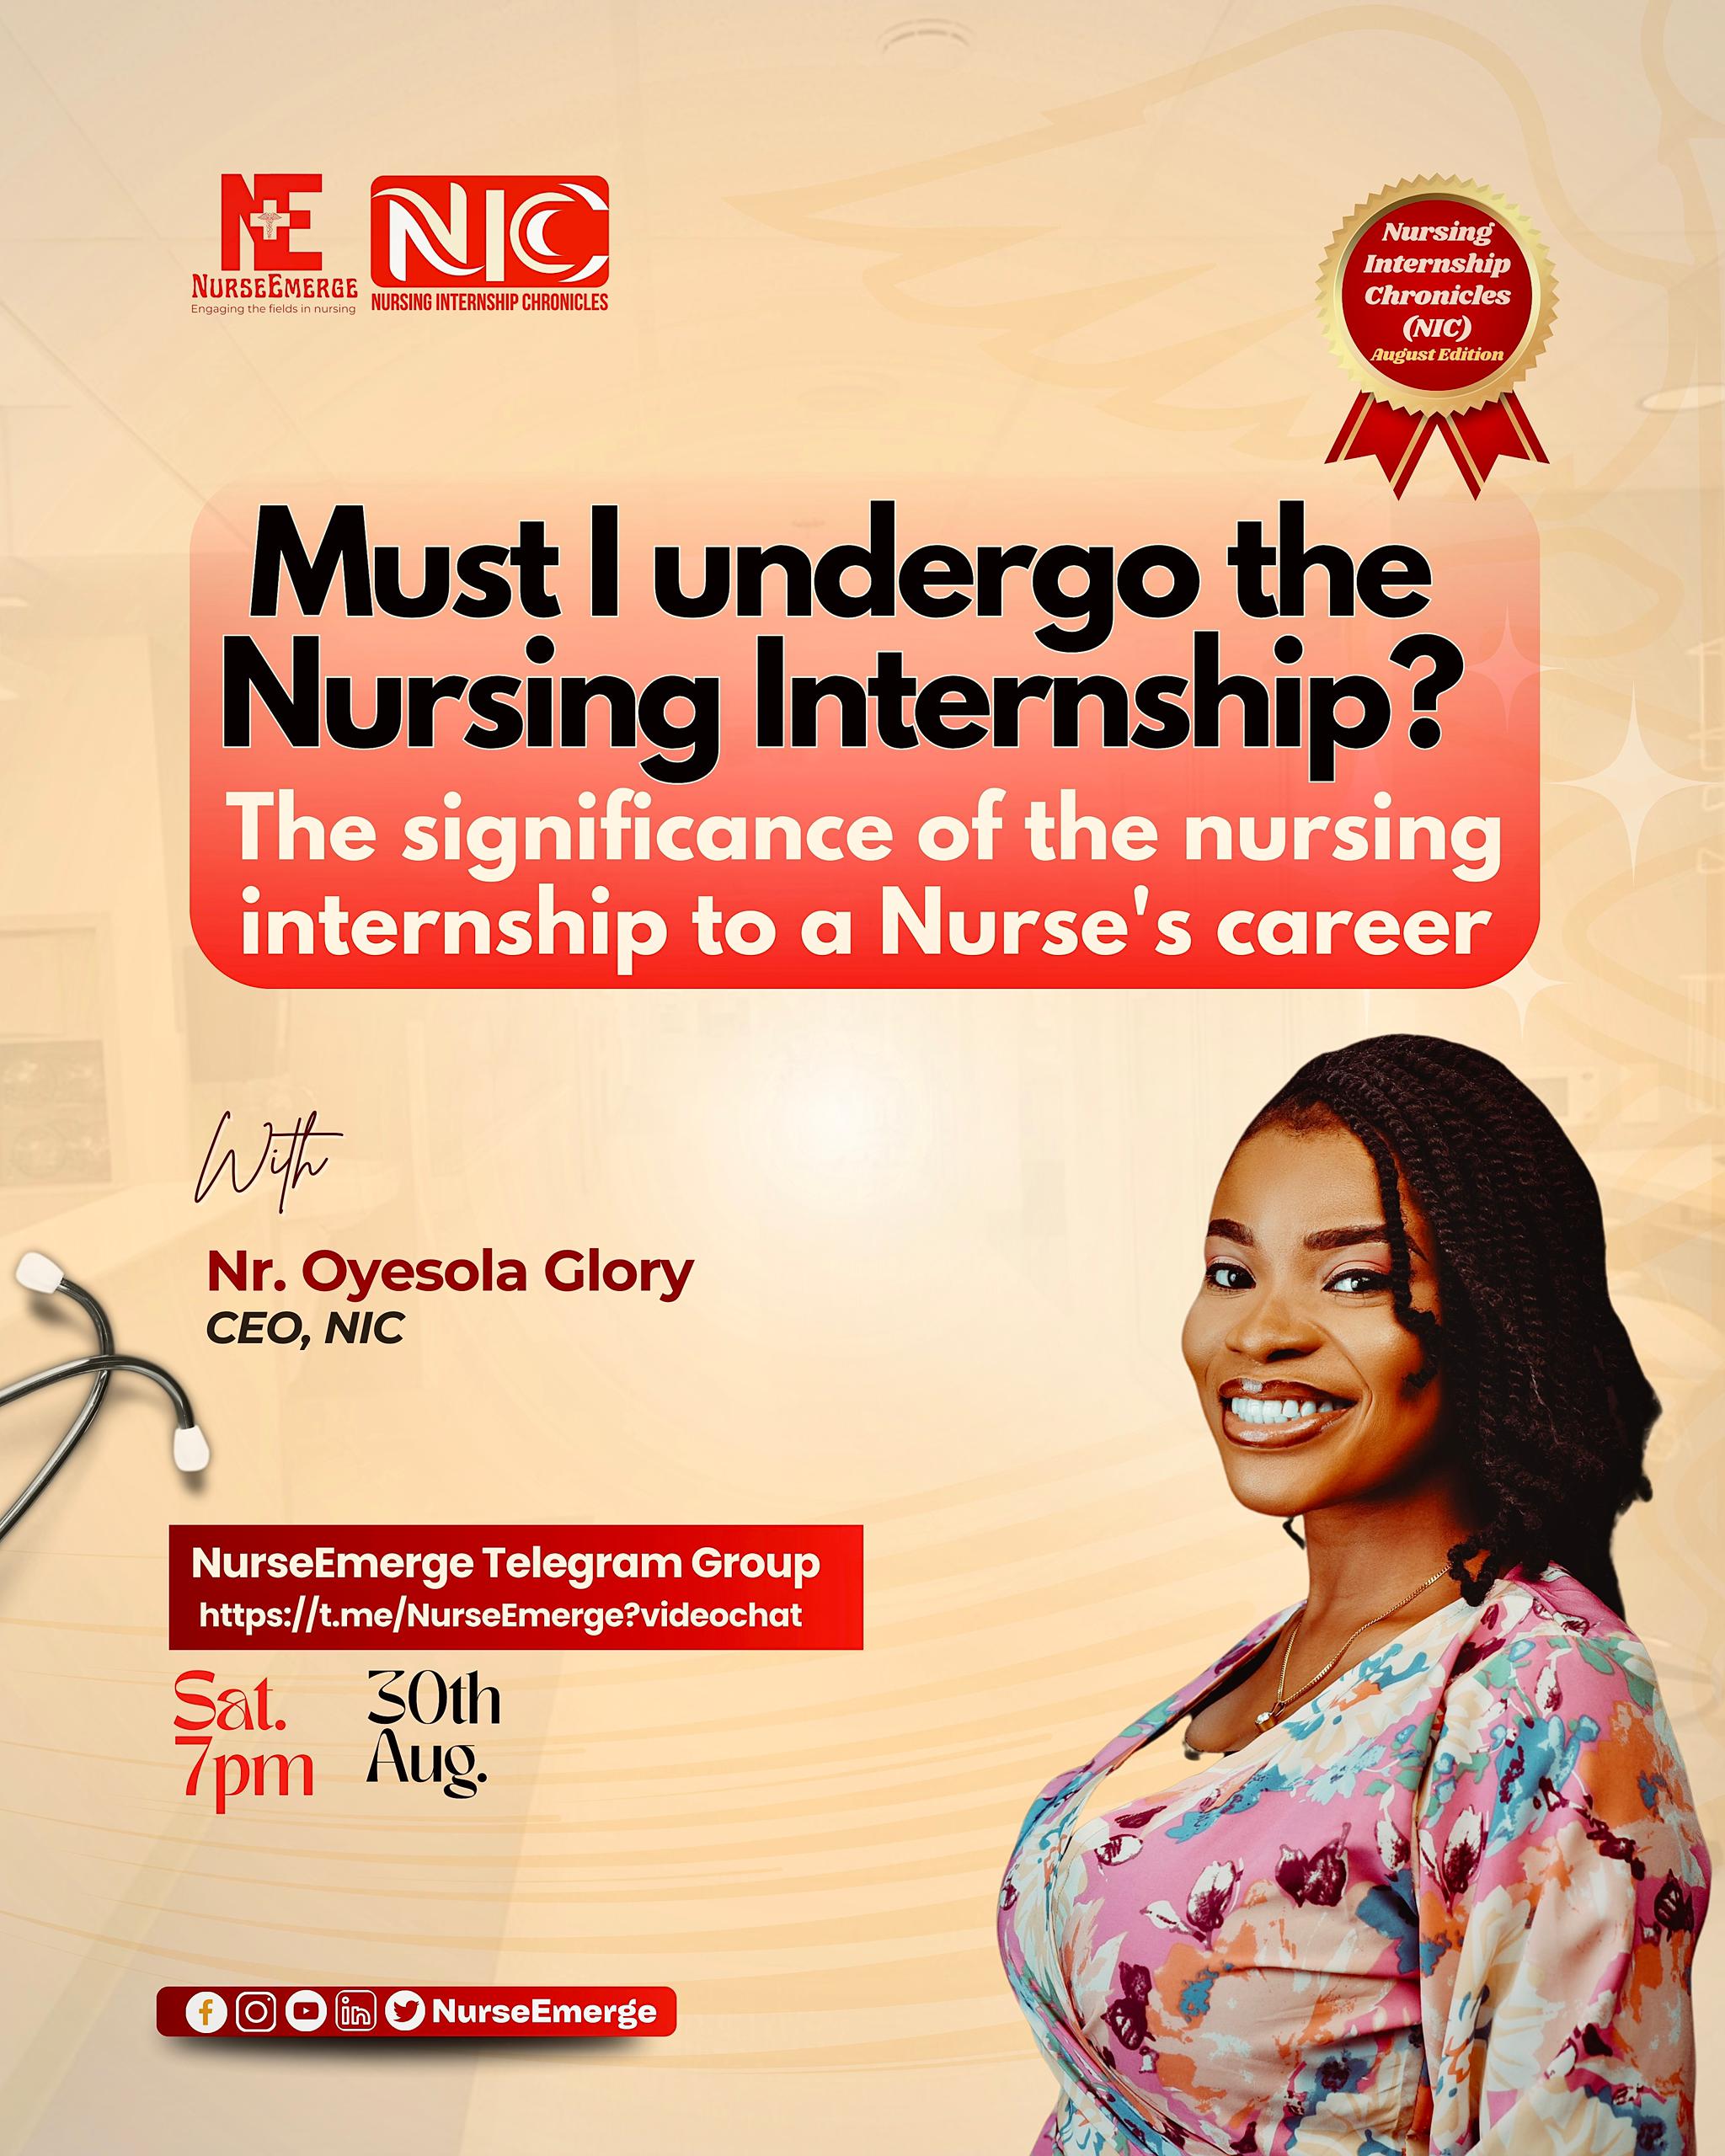 NE
NURSEEMERGE
Engaging the fields in nursing
NIC
NURSING INTERNSHIP CHRONICLES
Nursing
Internship
Chronicles
(NIC)
August Edition
Must I undergo the
Nursing Internship?
The significance of the nursing
internship to a Nurse's career
With
Nr. Oyesola Glory
CEO, NIC
NurseEmerge Telegram Group
https://t.me/NurseEmerge?videochat
Sat.
7pm
30th
Aug.
NurseEmerge